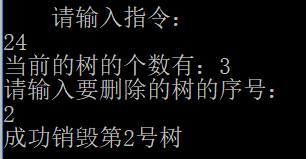 请输入指令:
24
当前的树的个数有: 3
请输入要删除的树的序号:
2
成功销毁第2号树